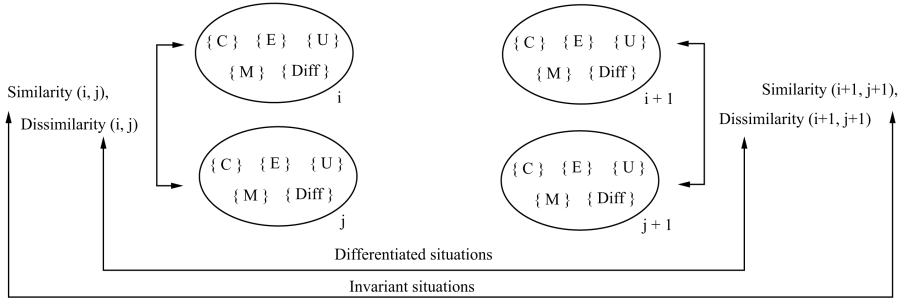 { C } { E } { U }
{ M } { Diff }
i
{ C } { E } { U }
{ M } { Diff }
i + 1
Similarity (i, j),
Dissimilarity (i, j)
Similarity (i+1, j+1),
Dissimilarity (i+1, j+1)
{ C } { E } { U }
{ M } { Diff }
j
{ C } { E } { U }
{ M } { Diff }
j + 1
Differentiated situations
Invariant situations